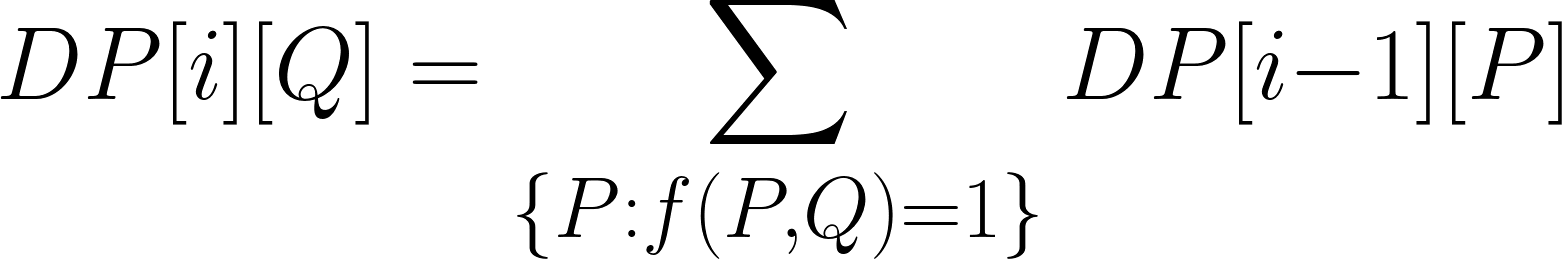 DP[i][Q] = ∑ DP[i−1][P]
{P:f(P,Q)=1}